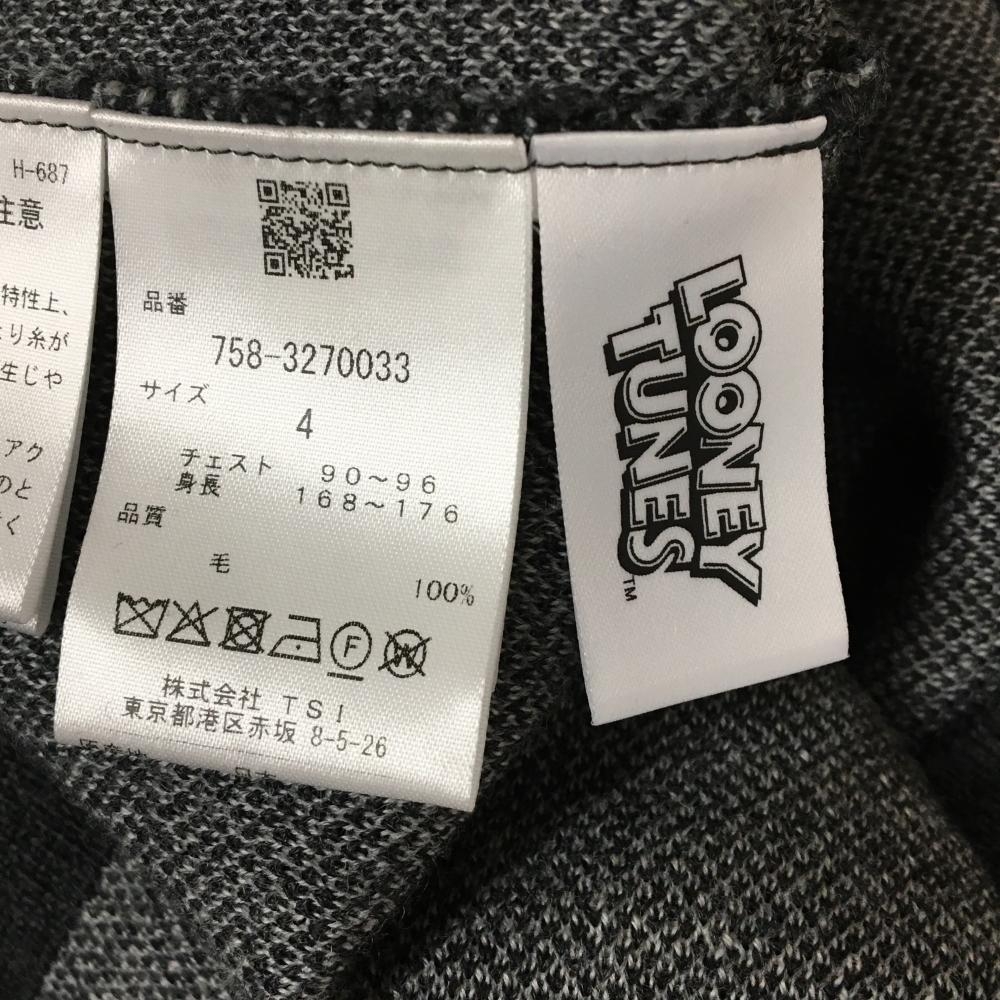 H-687
注意
特性上、
り糸が
生じや
アク
のと
く
品番
758-3270033
サイズ
4
チェスト 90～96
身長 168～176
品質
毛 100%
F
W
株式会社 TSI
東京都港区赤坂 8-5-26
LOONEY
TUNES™